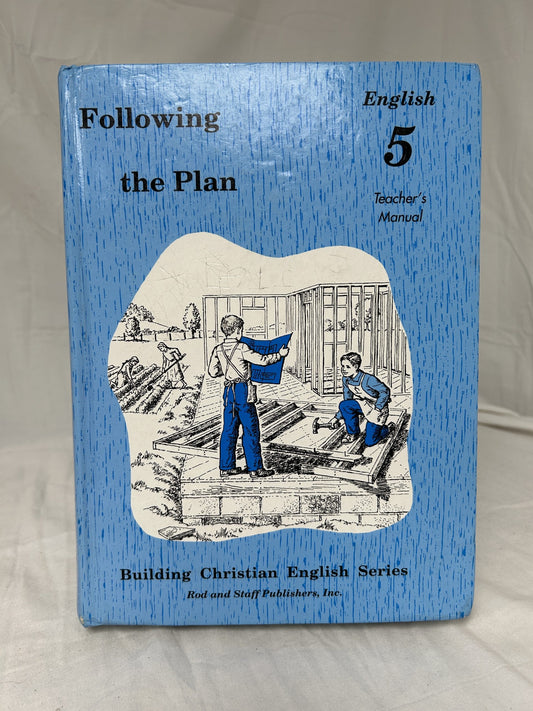 Following
the Plan
English
5
Teacher's
Manual
Building Christian English Series
Rod and Staff Publishers, Inc.